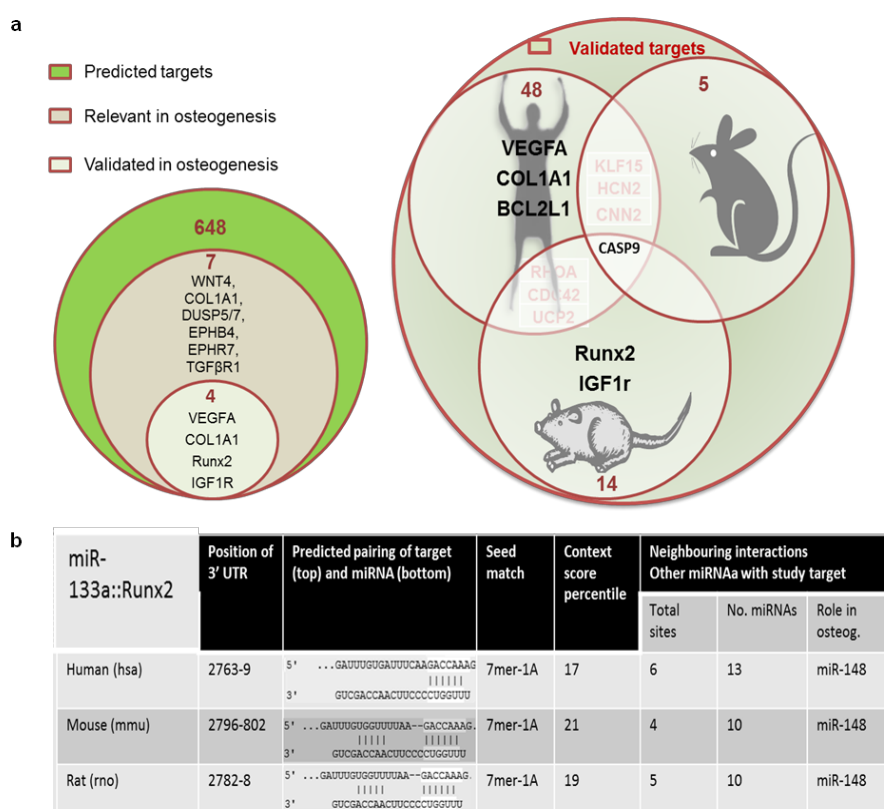 a
Predicted targets
Relevant in osteogenesis
Validated in osteogenesis
648
7
WNT4,
COL1A1,
DUSP5/7,
EPHB4,
EPHR7,
TGFβR1
4
VEGFA
COL1A1
Runx2
IGF1R
Validated targets
48
5
VEGFA
COL1A1
BCL2L1
KLF15
HCN2
CNN2
CASP9
RHOA
CDC42
UCP2
Runx2
IGF1r
14
b
miR-
133a::Runx2
Position of
3' UTR
Predicted pairing of target
(top) and miRNA (bottom)
Seed
match
Context
score
percentile
Neighbouring interactions
Other miRNAa with study target
Total
sites
No. miRNAs
Role in
osteog.
Human (hsa)
2763-9
5' ...GAUUUGUGAUUUCAAGACCAAAG
||||||
3' GUCGACCAACUUCCCCUGGUUU
7mer-1A
17
6
13
miR-148
Mouse (mmu)
2796-802
5' ...GAUUUGUGGUUUUAA--GACCAAAG.
||||| ||||||
3' GUCGACCAACUUCCCCUGGUUU
7mer-1A
21
4
10
miR-148
Rat (rno)
2782-8
5' ...GAUUUGUGGUUUUAA--GACCAAAG.
||||| ||||||
3' GUCGACCAACUUCCCCUGGUUU
7mer-1A
19
5
10
miR-148